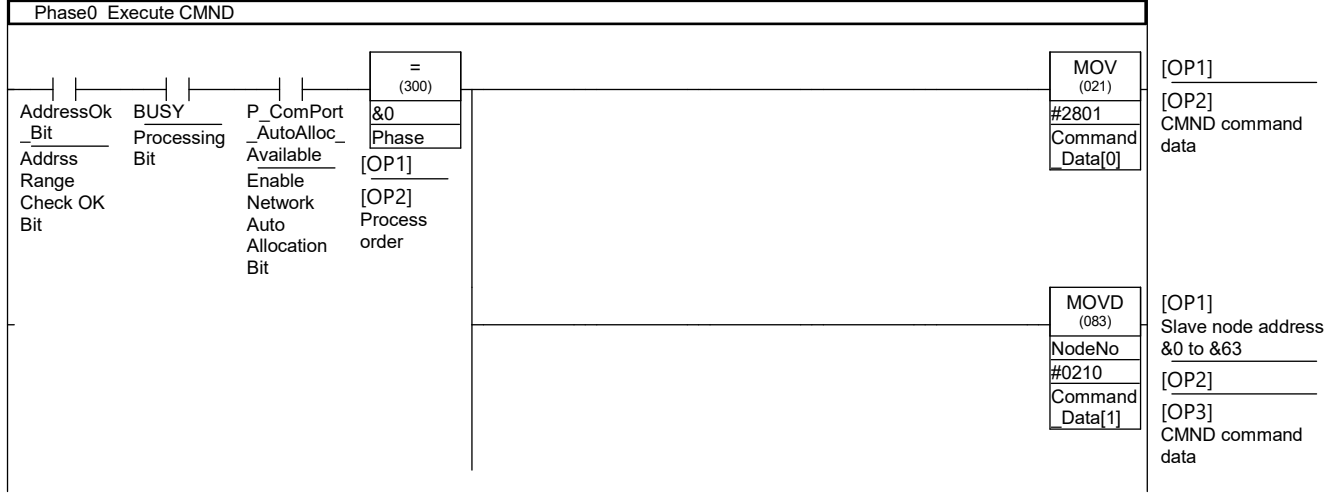 Phase0 Execute CMND
=
(300)
&0
Phase
[OP1]
[OP2]
Process
order
AddressOk
_Bit
Addrss
Range
Check OK
Bit
BUSY
Processing
Bit
P_ComPort
_AutoAlloc_
Available
Enable
Network
Auto
Allocation
Bit
MOV
(021)
#2801
Command
_Data[0]
[OP1]
[OP2]
CMND command
data
MOVD
(083)
NodeNo
#0210
Command
_Data[1]
[OP1]
Slave node address
&0 to &63
[OP2]
[OP3]
CMND command
data